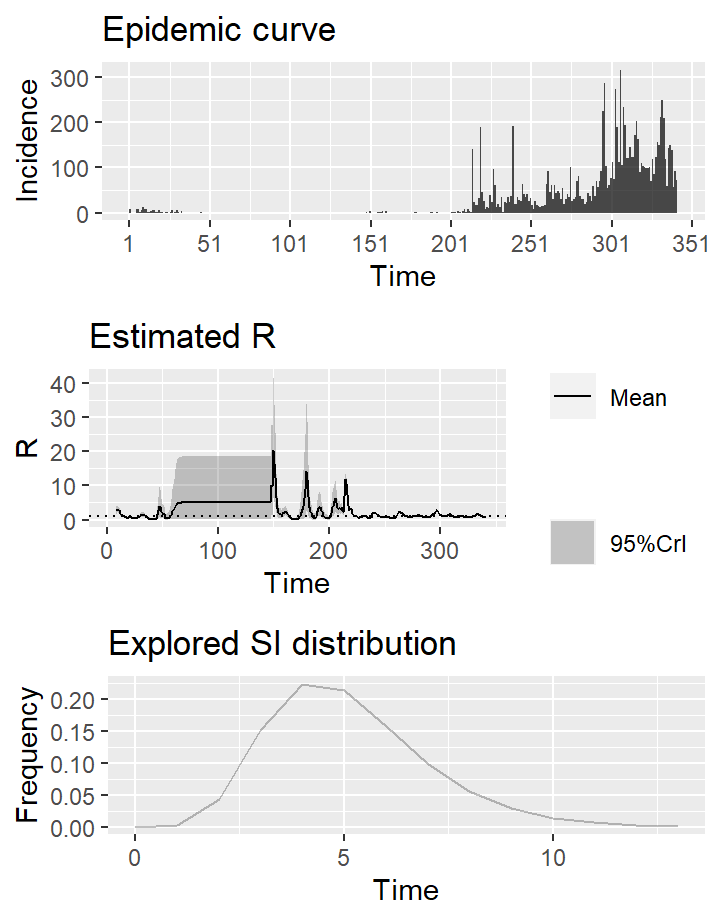 Epidemic curve
Incidence
300
200
100
0
1 51 101 151 201 251 301 351
Time
Estimated R
R
40
30
20
10
0
0 100 200 300
Time
Mean
95%CrI
Explored SI distribution
Frequency
0.20
0.15
0.10
0.05
0.00
0 5 10
Time